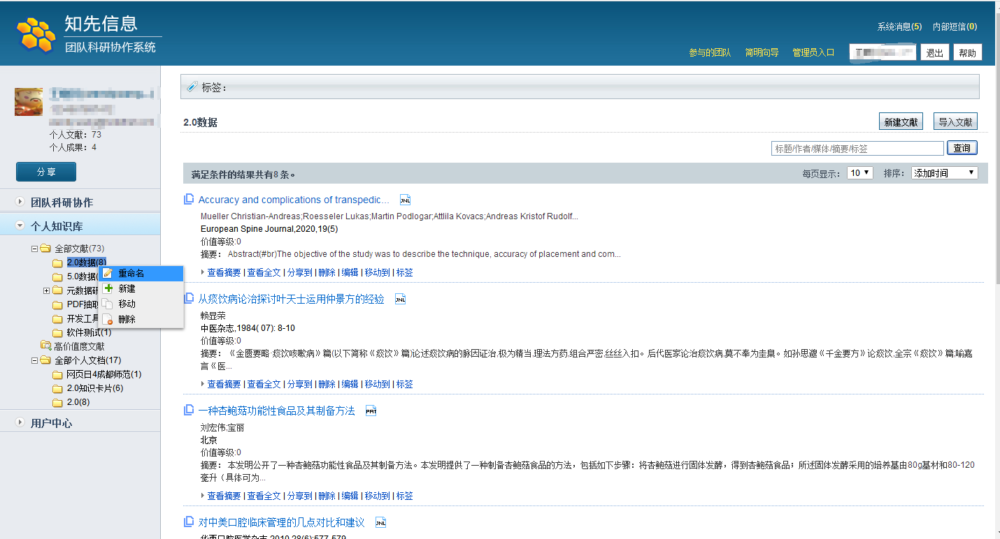 知先信息
团队科研协作系统
系统消息(5) 内部短信(0)
参与的团队 简明向导 管理员入口 退出 帮助
个人文献：73
个人成果：4
分享
团队科研协作
个人知识库
全部文献(73)
2.0数据(8)
5.0数据(
元数据研
PDF抽取
开发工具
软件测试(1)
高价值度文献
全部个人文档(17)
网页日4成都师范(1)
2.0知识卡片(6)
2.0(8)
用户中心
重命名
新建
移动
删除
标签：
2.0数据
新建文献 导入文献
标题/作者/媒体/摘要/标签 查询
满足条件的结果共有8 条。 每页显示： 10 排序： 添加时间
Accuracy and complications of transpedic... JNL
Mueller Christian-Andreas;Roesseler Lukas;Martin Podlogar;Attlila Kovacs;Andreas Kristof Rudolf...
European Spine Journal,2020,19(5)
价值等级:0
摘要： Abstract(#br)The objective of the study was to describe the technique, accuracy of placement and com...
查看摘要 | 查看全文 | 分享到 | 删除 | 编辑 | 移动到 | 标签
从痰饮病论治探讨叶天士运用仲景方的经验 JNL
赖显荣
中医杂志,1984( 07): 8-10
价值等级:0
摘要： 《金匮要略·痰饮咳嗽病》篇(以下简称《痰饮》篇)论述痰饮病的脉因证治,极为精当,理法方药,组合严密,丝丝入扣。后代医家论治痰饮病,莫不奉为圭臬。如孙思邈《千金要方》论痰饮,全宗《痰饮》篇;喻嘉
言《医...
查看摘要 | 查看全文 | 分享到 | 删除 | 编辑 | 移动到 | 标签
一种杏鲍菇功能性食品及其制备方法 PAT
刘宏伟;宝丽
北京
价值等级:0
摘要： 本发明公开了一种杏鲍菇功能性食品及其制备方法。本发明提供了一种制备杏鲍菇食品的方法，包括如下步骤：将杏鲍菇进行固体发酵，得到杏鲍菇食品；所述固体发酵采用的培养基由80g基材和80-120
毫升（具体可为...
查看摘要 | 查看全文 | 分享到 | 删除 | 编辑 | 移动到 | 标签
对中美口腔临床管理的几点对比和建议 JNL
华西口腔医学杂志,2010,28(6):577-579